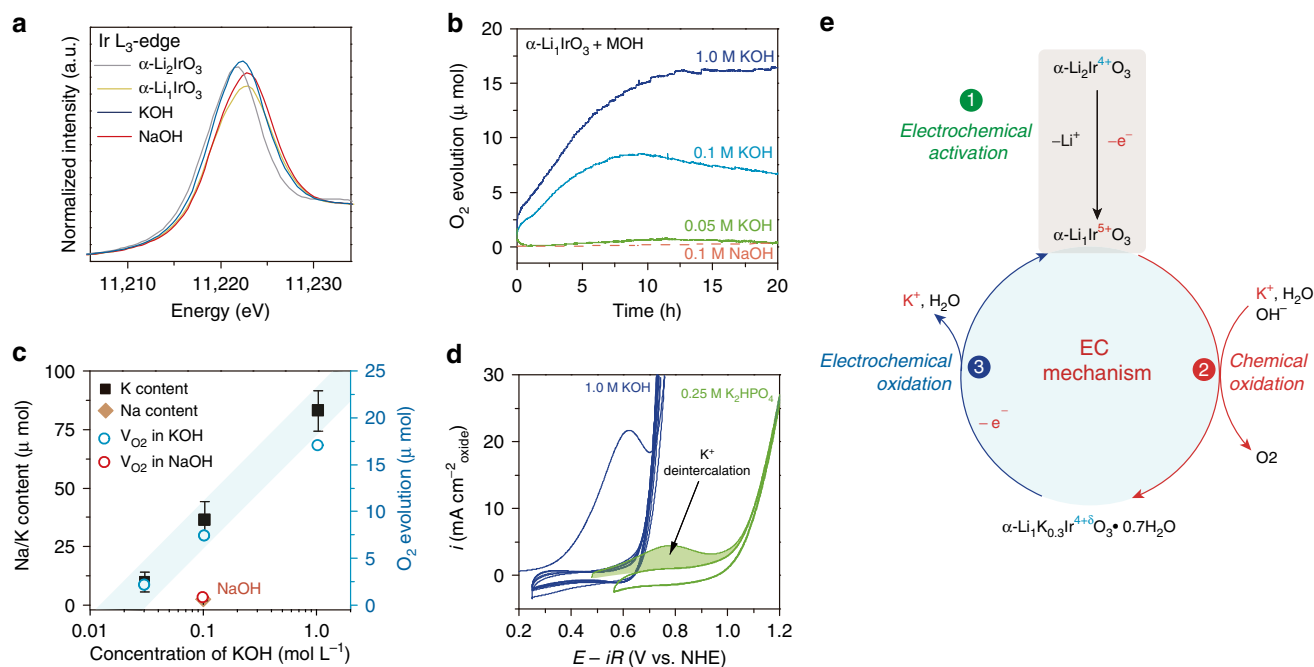 a
Ir L₃-edge
α-Li₂IrO₃
α-Li₁IrO₃
KOH
NaOH
Normalized intensity (a.u.)
11,210 11,220 11,230
Energy (eV)
b
α-Li₁IrO₃ + MOH
1.0 M KOH
0.1 M KOH
0.05 M KOH
0.1 M NaOH
O₂ evolution (μ mol)
20
15
10
5
0
0 5 10 15 20
Time (h)
c
K content
Na content
V_O₂ in KOH
V_O₂ in NaOH
NaOH
Na/K content (μ mol)
100
75
50
25
0
O₂ evolution (μ mol)
25
20
15
10
5
0
0.01 0.1 1.0
Concentration of KOH (mol L⁻¹)
d
1.0 M KOH
0.25 M K₂HPO₄
K⁺
deintercalation
i (mA cm⁻²oxide)
30
20
10
0
0.2 0.4 0.6 0.8 1.0 1.2
E – iR (V vs. NHE)
e
α-Li₂Ir⁴⁺O₃
1
Electrochemical
activation
–Li⁺ –e⁻
α-Li₁Ir⁵⁺O₃
K⁺, H₂O
K⁺, H₂O
OH⁻
Electrochemical
oxidation
3
EC
mechanism
2
Chemical
oxidation
– e⁻
O2
α-Li₁K₀.₃Ir⁴⁺ᵟO₃• 0.7H₂O